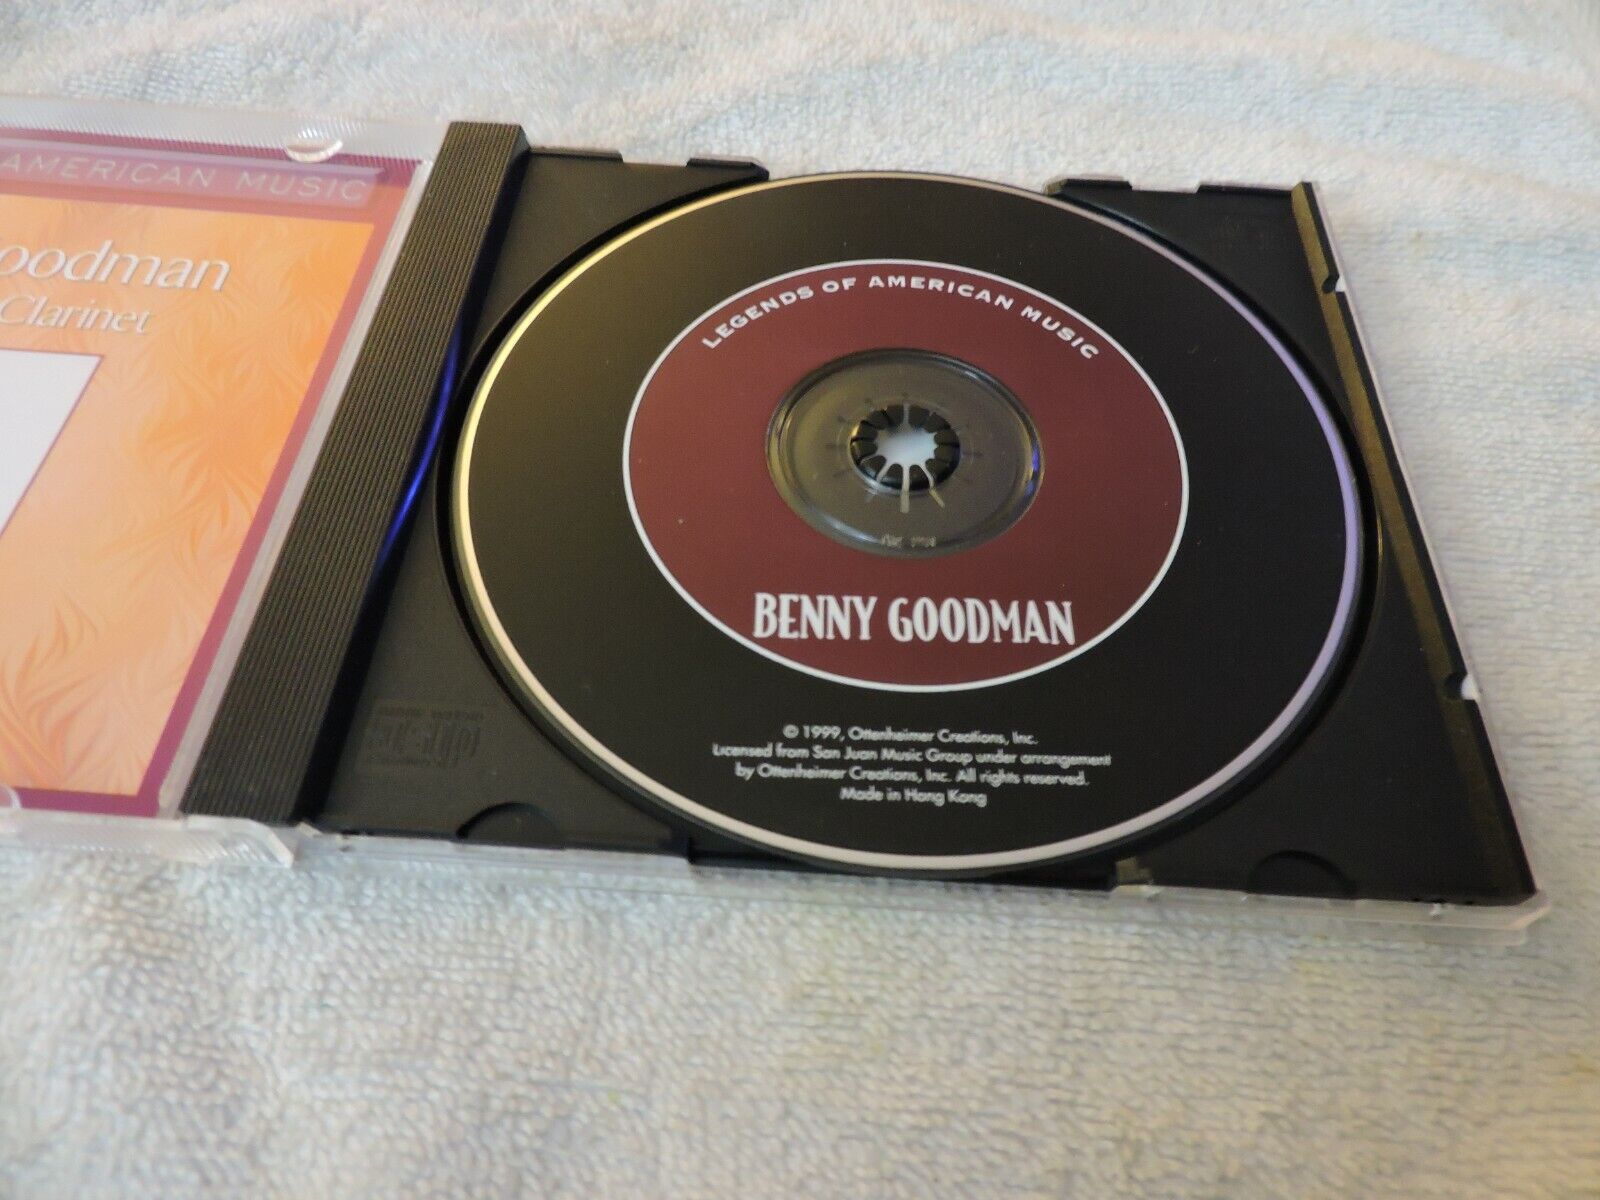 AMERICAN MUSIC
oodman
Clarinet
LEGENDS OF AMERICAN MUSIC
BENNY GOODMAN
© 1999, Ottenheimer Creations, Inc.
Licensed from San Juan Music Group under arrangement
by Ottenheimer Creations, Inc. All rights reserved.
Made in Hong Kong